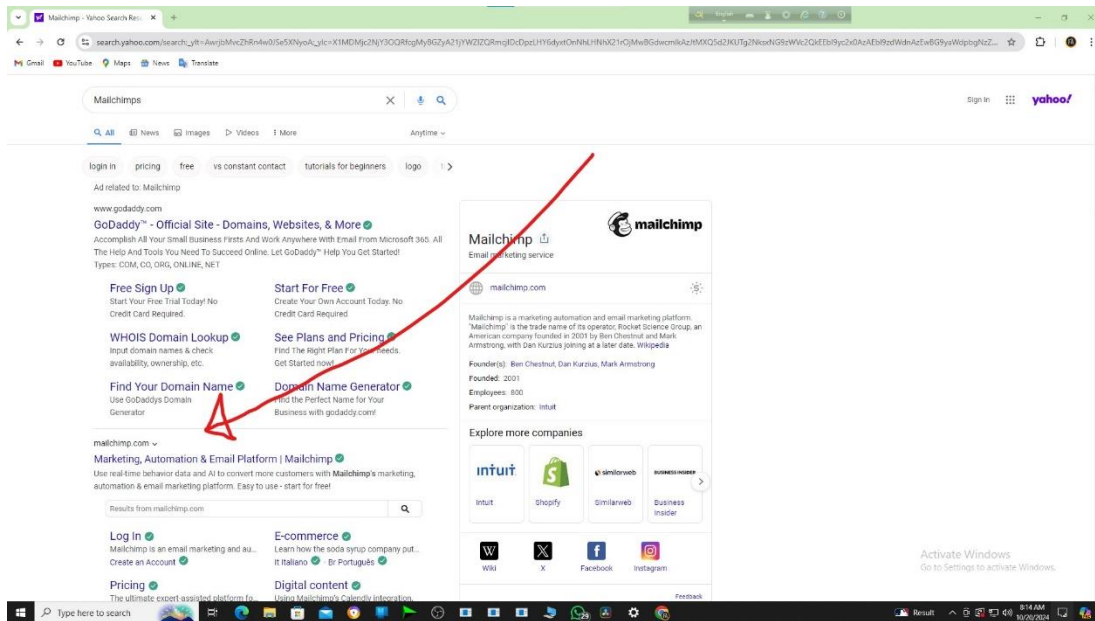 Mailchimp - Yahoo Search Res
English
search.yahoo.com/search;_ylt=
Gmail YouTube Maps News Translate
Mailchimps
Sign In yahoo!
All News Images Videos More Anytime
login in pricing free vs constant contact tutorials for beginners logo
Ad related to: Mailchimp
www.godaddy.com
GoDaddy™ - Official Site - Domains, Websites, & More
Accomplish All Your Small Business Firsts And Work Anywhere With Email From Microsoft 365. All
The Help And Tools You Need To Succeed Online. Let GoDaddy™ Help You Get Started!
Types: COM, CO, ORG, ONLINE, NET
Free Sign Up
Start Your Free Trial Today! No
Credit Card Required.
Start For Free
Create Your Own Account Today. No
Credit Card Required
WHOIS Domain Lookup
Input domain names & check
availability, ownership, etc.
See Plans and Pricing
Find The Right Plan For Your Needs.
Get Started now!
Find Your Domain Name
Use GoDaddys Domain
Generator
Domain Name Generator
Find the Perfect Name for Your
Business with godaddy.com!
mailchimp.com
Marketing, Automation & Email Platform | Mailchimp
Use real-time behavior data and AI to convert more customers with Mailchimp's marketing,
automation & email marketing platform. Easy to use - start for free!
Results from mailchimp.com
Log In
Mailchimp is an email marketing and au...
Create an Account
E-commerce
Learn how the soda syrup company put...
It Italiano · Br Português
Pricing
The ultimate expert-assisted platform fo...
Digital content
Using Mailchimp's Calendly integration,
mailchimp
Mailchimp
Email marketing service
mailchimp.com
Mailchimp is a marketing automation and email marketing platform.
"Mailchimp" is the trade name of its operator, Rocket Science Group, an
American company founded in 2001 by Ben Chestnut and Mark
Armstrong, with Dan Kurzius joining at a later date. Wikipedia
Founder(s): Ben Chestnut, Dan Kurzius, Mark Armstrong
Founded: 2001
Employees: 800
Parent organization: Intuit
Explore more companies
INTUIT similarweb BUSINESS INSIDER
Intuit Shopify Similarweb Business
Insider
Wiki X Facebook Instagram
Feedback
Activate Windows
Go to Settings to activate Windows.
Type here to search
29
Result
8:14 AM
10/20/2024